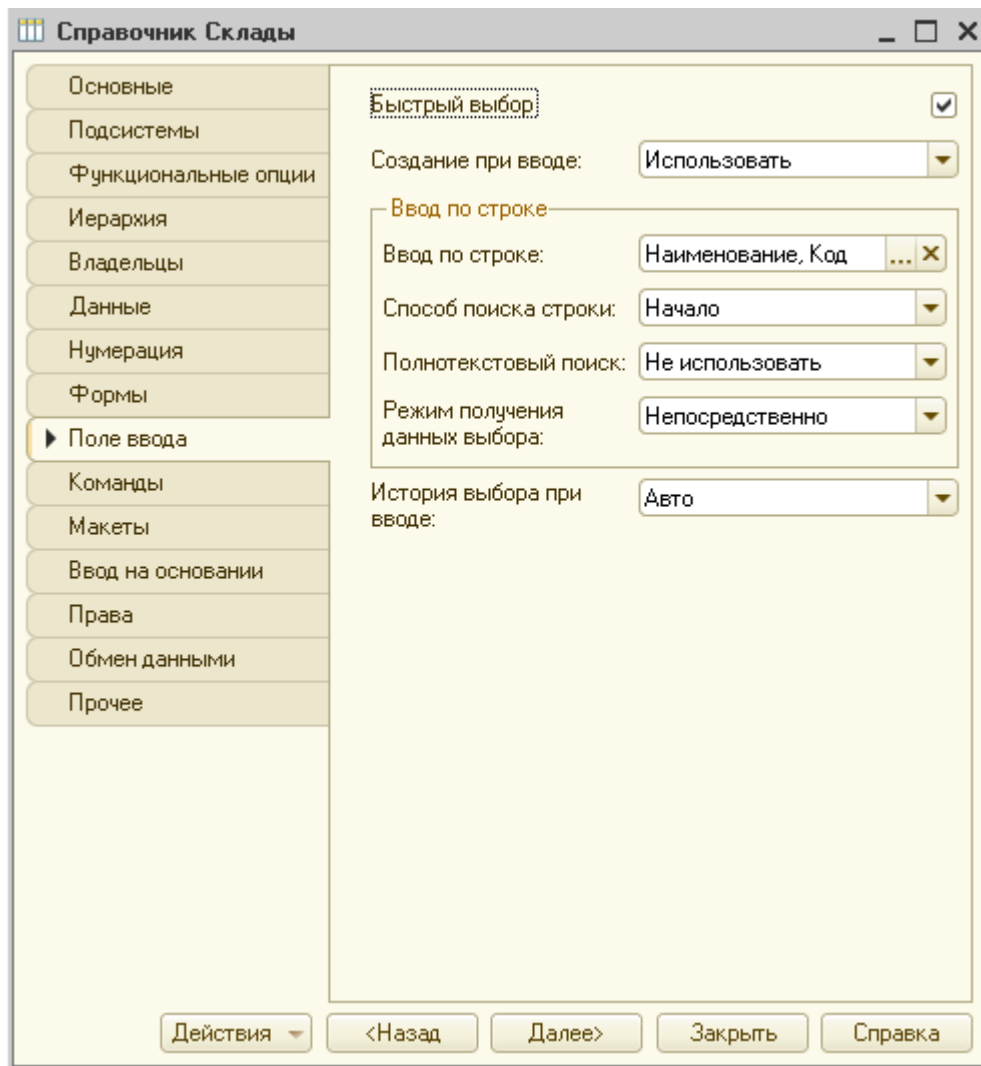 Справочник Склады
Основные
Подсистемы
Функциональные опции
Иерархия
Владельцы
Данные
Нумерация
Формы
Поле ввода
Команды
Макеты
Ввод на основании
Права
Обмен данными
Прочее
Быстрый выбор
Создание при вводе: Использовать
Ввод по строке
Ввод по строке: Наименование, Код ...
Способ поиска строки: Начало
Полнотекстовый поиск: Не использовать
Режим получения
данных выбора: Непосредственно
История выбора при
вводе: Авто
Действия <Назад Далее> Закрыть Справка